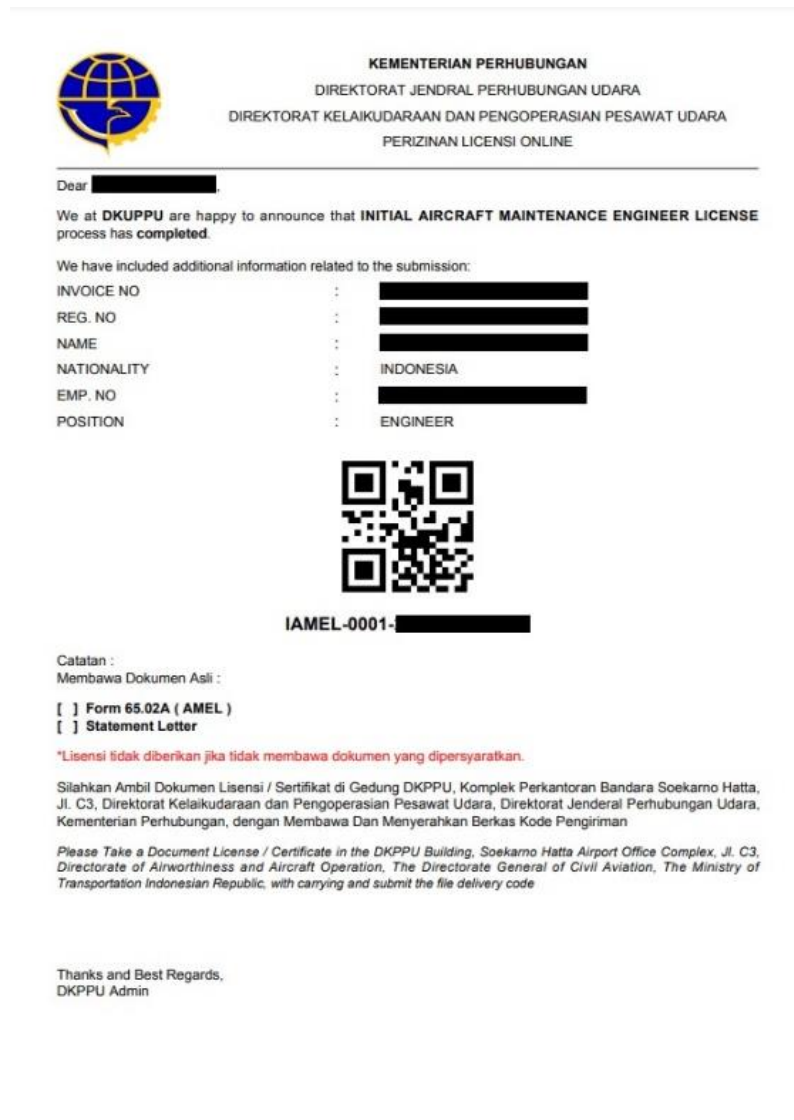 KEMENTERIAN PERHUBUNGAN
DIREKTORAT JENDRAL PERHUBUNGAN UDARA
DIREKTORAT KELAIKUDARAAN DAN PENGOPERASIAN PESAWAT UDARA
PERIZINAN LICENSI ONLINE
Dear ,
We at DKUPPU are happy to announce that INITIAL AIRCRAFT MAINTENANCE ENGINEER LICENSE
process has completed.
We have included additional information related to the submission:
INVOICE NO :
REG. NO :
NAME :
NATIONALITY : INDONESIA
EMP. NO :
POSITION : ENGINEER
IAMEL-0001-
Catatan :
Membawa Dokumen Asli :
[ ] Form 65.02A ( AMEL )
[ ] Statement Letter
*Lisensi tidak diberikan jika tidak membawa dokumen yang dipersyaratkan.
Silahkan Ambil Dokumen Lisensi / Sertifikat di Gedung DKPPU, Komplek Perkantoran Bandara Soekarno Hatta,
Jl. C3, Direktorat Kelaikudaraan dan Pengoperasian Pesawat Udara, Direktorat Jenderal Perhubungan Udara,
Kementerian Perhubungan, dengan Membawa Dan Menyerahkan Berkas Kode Pengiriman
Please Take a Document License / Certificate in the DKPPU Building, Soekarno Hatta Airport Office Complex, Jl. C3,
Directorate of Airworthiness and Aircraft Operation, The Directorate General of Civil Aviation, The Ministry of
Transportation Indonesian Republic, with carrying and submit the file delivery code
Thanks and Best Regards,
DKPPU Admin